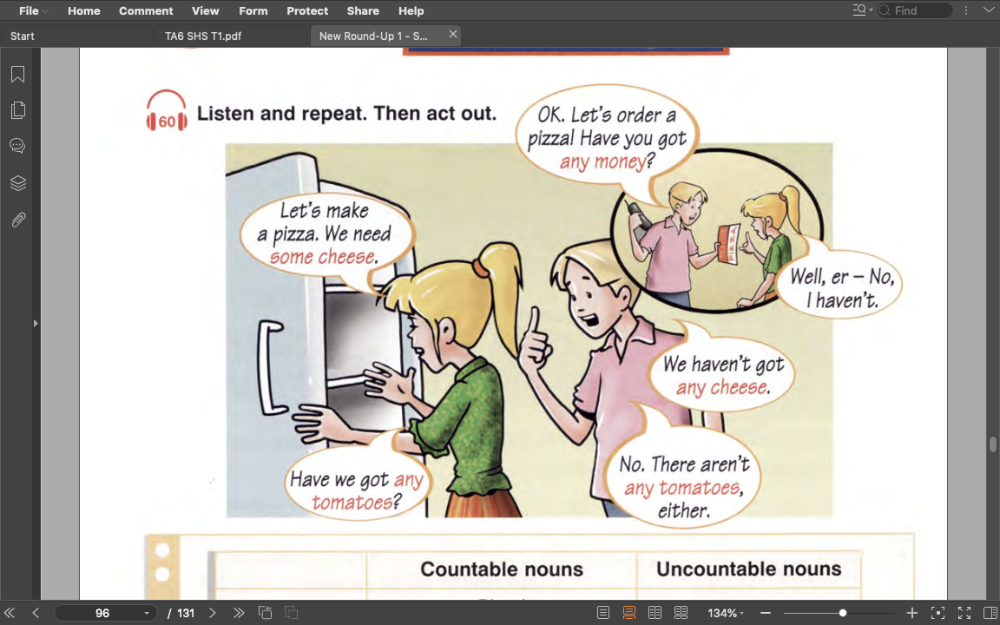 File Home Comment View Form Protect Share Help Find
Start TA6 SHS T1.pdf New Round-Up 1 - S...
60 Listen and repeat. Then act out.
OK. Let's order a
pizza! Have you got
any money?
Let's make
a pizza. We need
some cheese.
PIZZA
Well, er – No,
I haven't.
We haven't got
any cheese.
Have we got any
tomatoes?
No. There aren't
any tomatoes,
either.
Countable nouns Uncountable nouns
96 / 131 134%